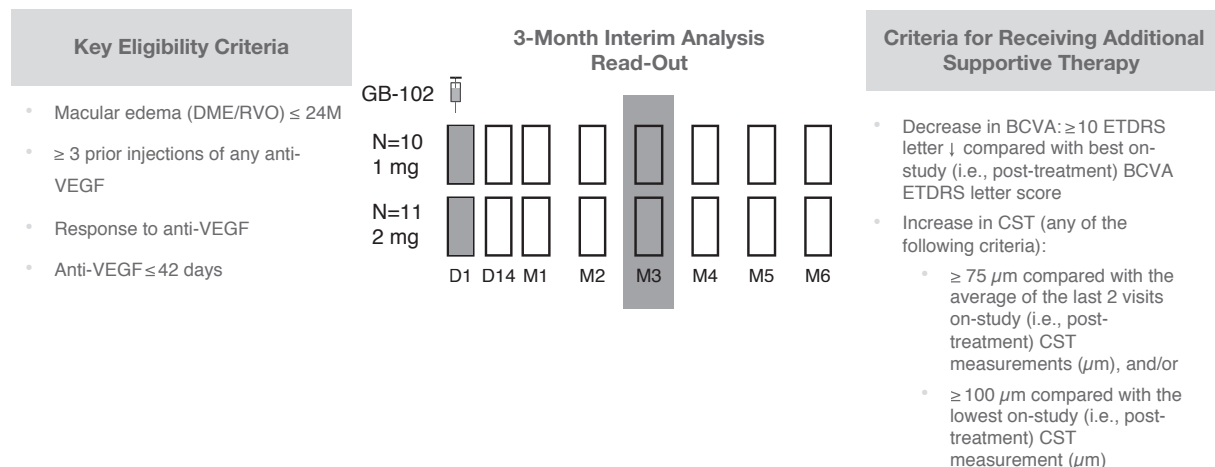 Key Eligibility Criteria
Macular edema (DME/RVO) ≤ 24M
≥ 3 prior injections of any anti-
VEGF
Response to anti-VEGF
Anti-VEGF≤42 days
3-Month Interim Analysis
Read-Out
GB-102
N=10
1 mg
N=11
2 mg
D1 D14 M1 M2 M3 M4 M5 M6
Criteria for Receiving Additional
Supportive Therapy
Decrease in BCVA: ≥10 ETDRS
letter ↓ compared with best on-
study (i.e., post-treatment) BCVA
ETDRS letter score
Increase in CST (any of the
following criteria):
≥ 75 µm compared with the
average of the last 2 visits
on-study (i.e., post-
treatment) CST
measurements (µm), and/or
≥ 100 µm compared with the
lowest on-study (i.e., post-
treatment) CST
measurement (µm)